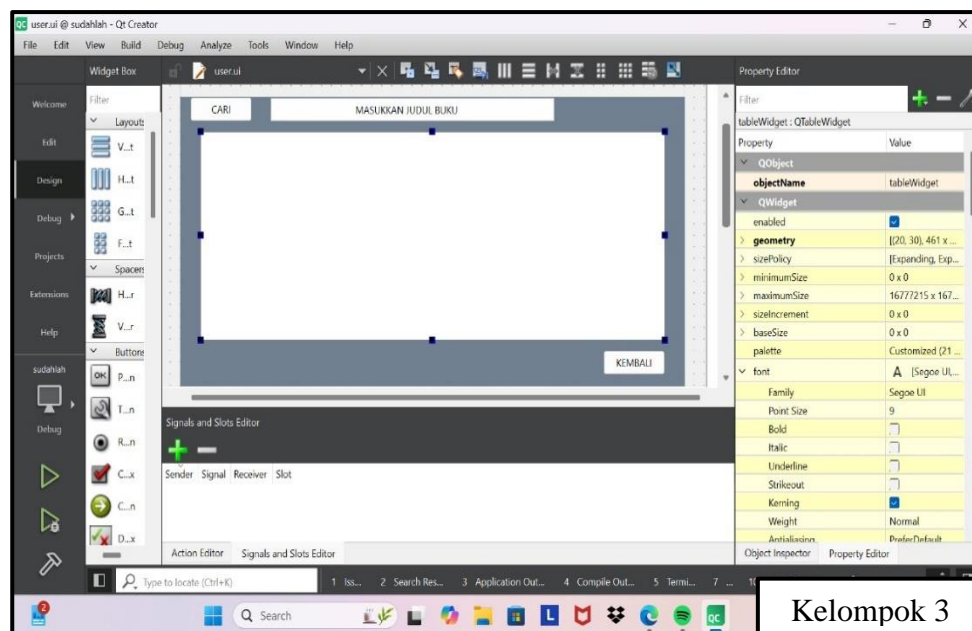 QC user.ui @ sudahlah - Qt Creator
File Edit View Build Debug Analyze Tools Window Help
Widget Box
user.ui
Property Editor
Welcome
Edit
Design
Debug
Projects
Extensions
Help
sudahlah
Debug
Filter
Layouts
V...t
H...t
G...t
F...t
Spacers
H...r
V...r
Buttons
OK P...n
T...n
R...n
C...x
C...n
D...x
CARI
MASUKKAN JUDUL BUKU
KEMBALI
Signals and Slots Editor
Sender Signal Receiver Slot
Action Editor Signals and Slots Editor
Filter
tableWidget : QTableWidget
Property Value
QObject
objectName tableWidget
QWidget
enabled
geometry [(20, 30), 461 x ...
sizePolicy [Expanding, Exp...
minimumSize 0 x 0
maximumSize 16777215 x 167...
sizeIncrement 0 x 0
baseSize 0 x 0
palette Customized (21 ...
font A [Segoe UI,...
Family Segoe UI
Point Size 9
Bold
Italic
Underline
Strikeout
Kerning
Weight Normal
Antialiasing PreferDefault
Object Inspector Property Editor
Type to locate (Ctrl+K)
1 Iss... 2 Search Res... 3 Application Out... 4 Compile Out... 5 Termi... 7 ...
2
Search
L
QC
Kelompok 3